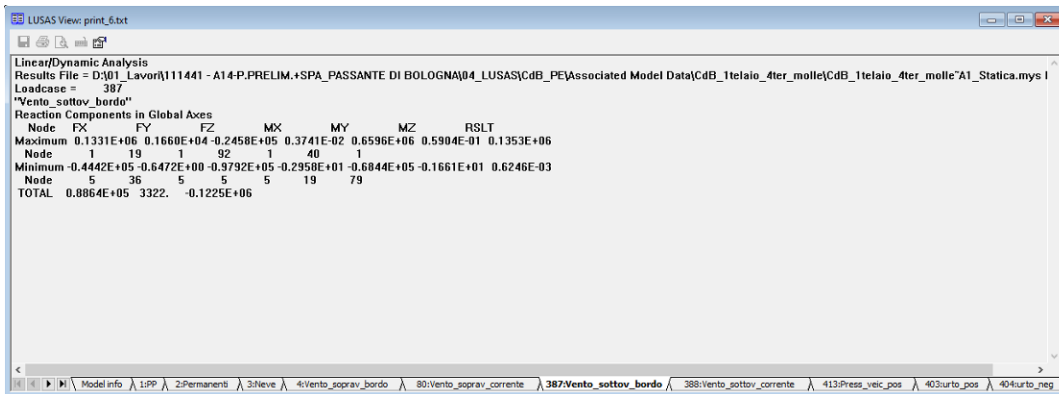 LUSAS View: print_6.txt
Linear/Dynamic Analysis
Results File = D:\01_Lavori\111441 - A14-P.PRELIM.+SPA_PASSANTE DI BOLOGNA\04_LUSAS\CdB_PE\Associated Model Data\CdB_1telaio_4ter_molle\CdB_1telaio_4ter_molle~A1_Statica.mys
Loadcase = 387
"Vento_sottov_bordo"
Reaction Components in Global Axes
Node FX FY FZ MX MY MZ RSLT
Maximum 0.1331E+06 0.1660E+04 -0.2458E+05 0.3741E-02 0.6596E+06 0.5904E-01 0.1353E+06
Node 1 19 1 92 1 40 1
Minimum -0.4442E+05 -0.6472E+00 -0.9792E+05 -0.2958E+01 -0.6844E+05 -0.1661E+01 0.6246E-03
Node 5 36 5 5 5 19 79
TOTAL 0.8864E+05 3322. -0.1225E+06
Model info 1:PP 2:Permanenti 3:Neve 4:Vento_soprav_bordo 80:Vento_soprav_corrente 387:Vento_sottov_bordo 388:Vento_sottov_corrente 413:Press_veic_pos 403:urto_pos 404:urto_neg